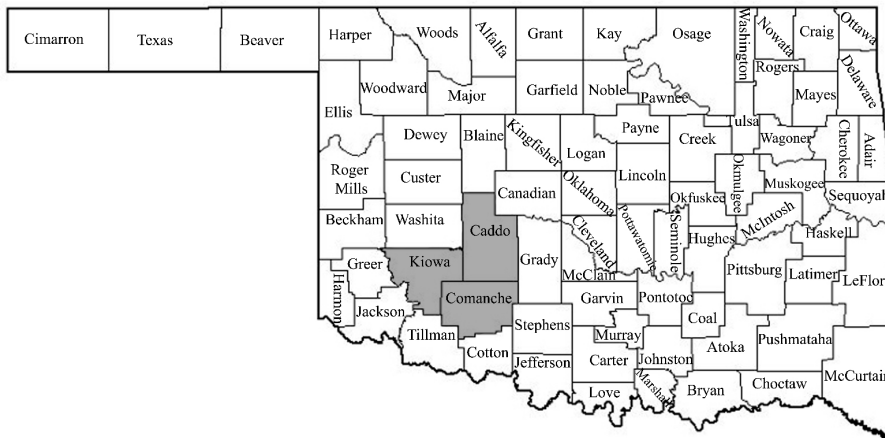 Cimarron
Texas
Beaver
Harper
Woods
Alfalfa
Grant
Kay
Osage
Washington
Nowata
Craig
Ottawa
Woodward
Major
Garfield
Noble
Pawnee
Rogers
Mayes
Delaware
Ellis
Dewey
Blaine
Kingfisher
Logan
Payne
Creek
ulsa
Wagoner
Cherokee
Adair
Roger
Mills
Custer
Canadian
Oklahoma
Lincoln
Okfuskee
Okmulgee
Muskogee
Sequoyah
Beckham
Washita
Caddo
Grady
Cleveland
McClain
Pottawatomie
Seminole
Hughes
McIntosh
Haskell
Greer
Kiowa
Comanche
Pittsburg
Latimer
LeFlor
Harmon
Jackson
Tillman
Cotton
Stephens
Garvin
Pontotoc
Coal
Murray
Atoka
Pushmataha
Jefferson
Carter
Johnston
Love
Marshall
Bryan
Choctaw
McCurtain